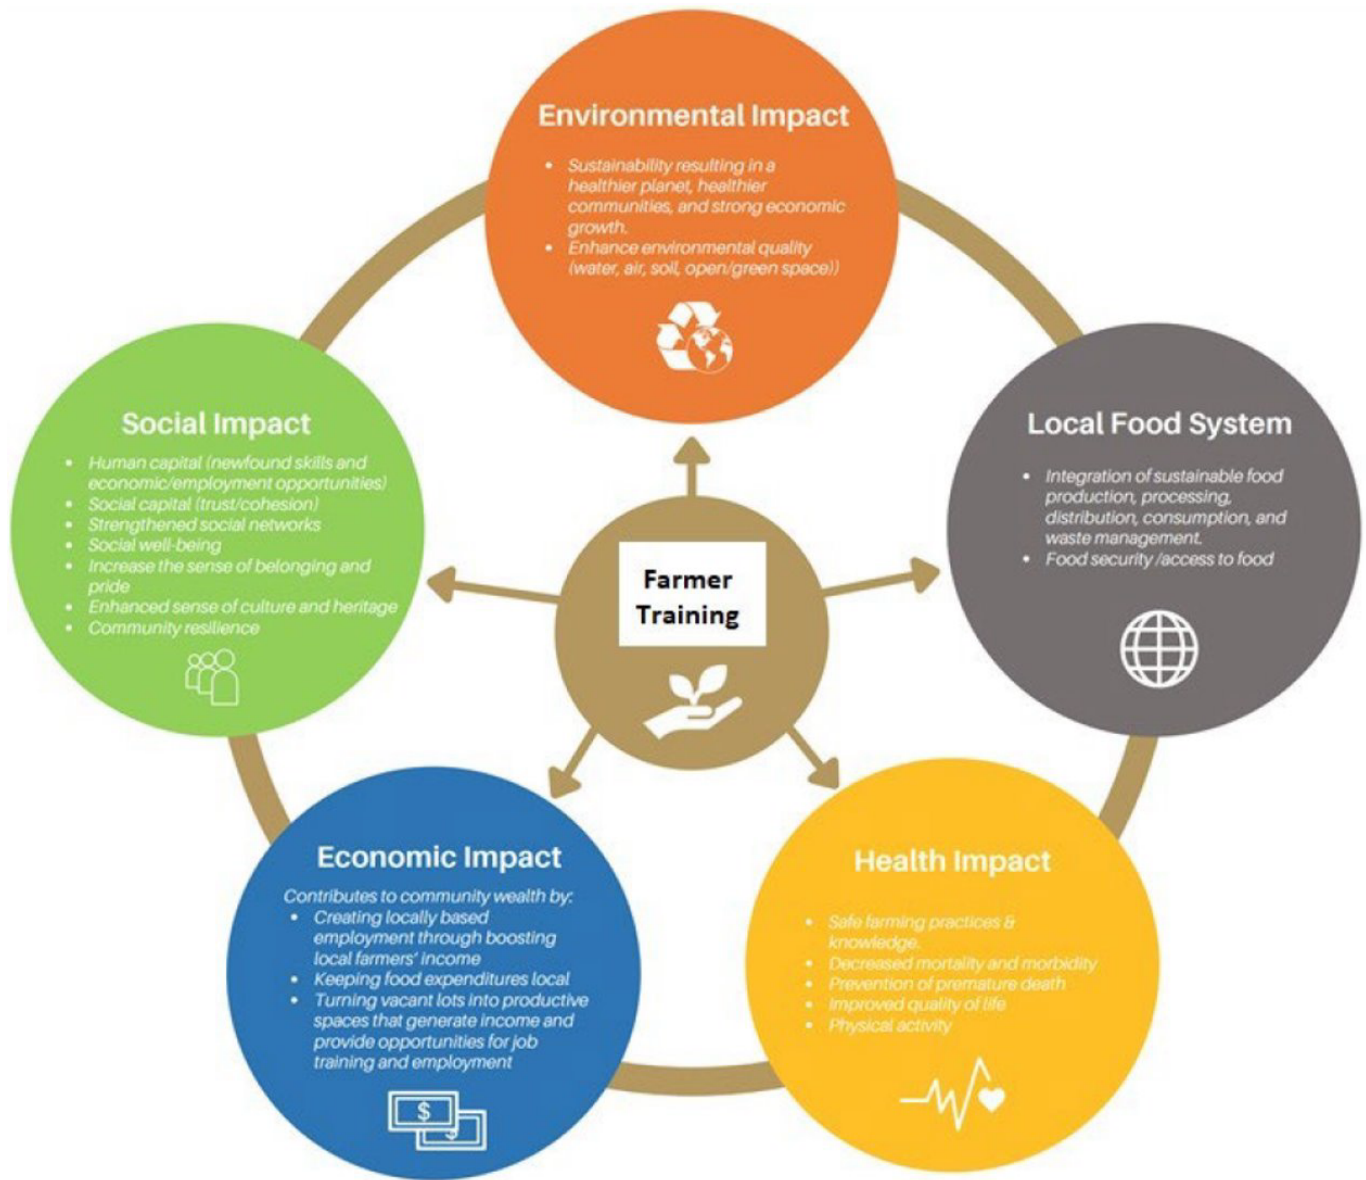 Environmental Impact
• Sustainability resulting in a
healthier planet, healthier
communities, and strong economic
growth.
• Enhance environmental quality
(water, air, soil, open/green space))
Social Impact
• Human capital (newfound skills and
economic/employment opportunities)
• Social capital (trust/cohesion)
• Strengthened social networks
• Social well-being
• Increase the sense of belonging and
pride
• Enhanced sense of culture and heritage
• Community resilience
Local Food System
• Integration of sustainable food
production, processing,
distribution, consumption, and
waste management.
• Food security /access to food
Farmer
Training
Economic Impact
Contributes to community wealth by:
• Creating locally based
employment through boosting
local farmers' income
• Keeping food expenditures local
• Turning vacant lots into productive
spaces that generate income and
provide opportunities for job
training and employment
$
$
Health Impact
• Safe farming practices &
knowledge.
• Decreased mortality and morbidity
• Prevention of premature death
• Improved quality of life
• Physical activity